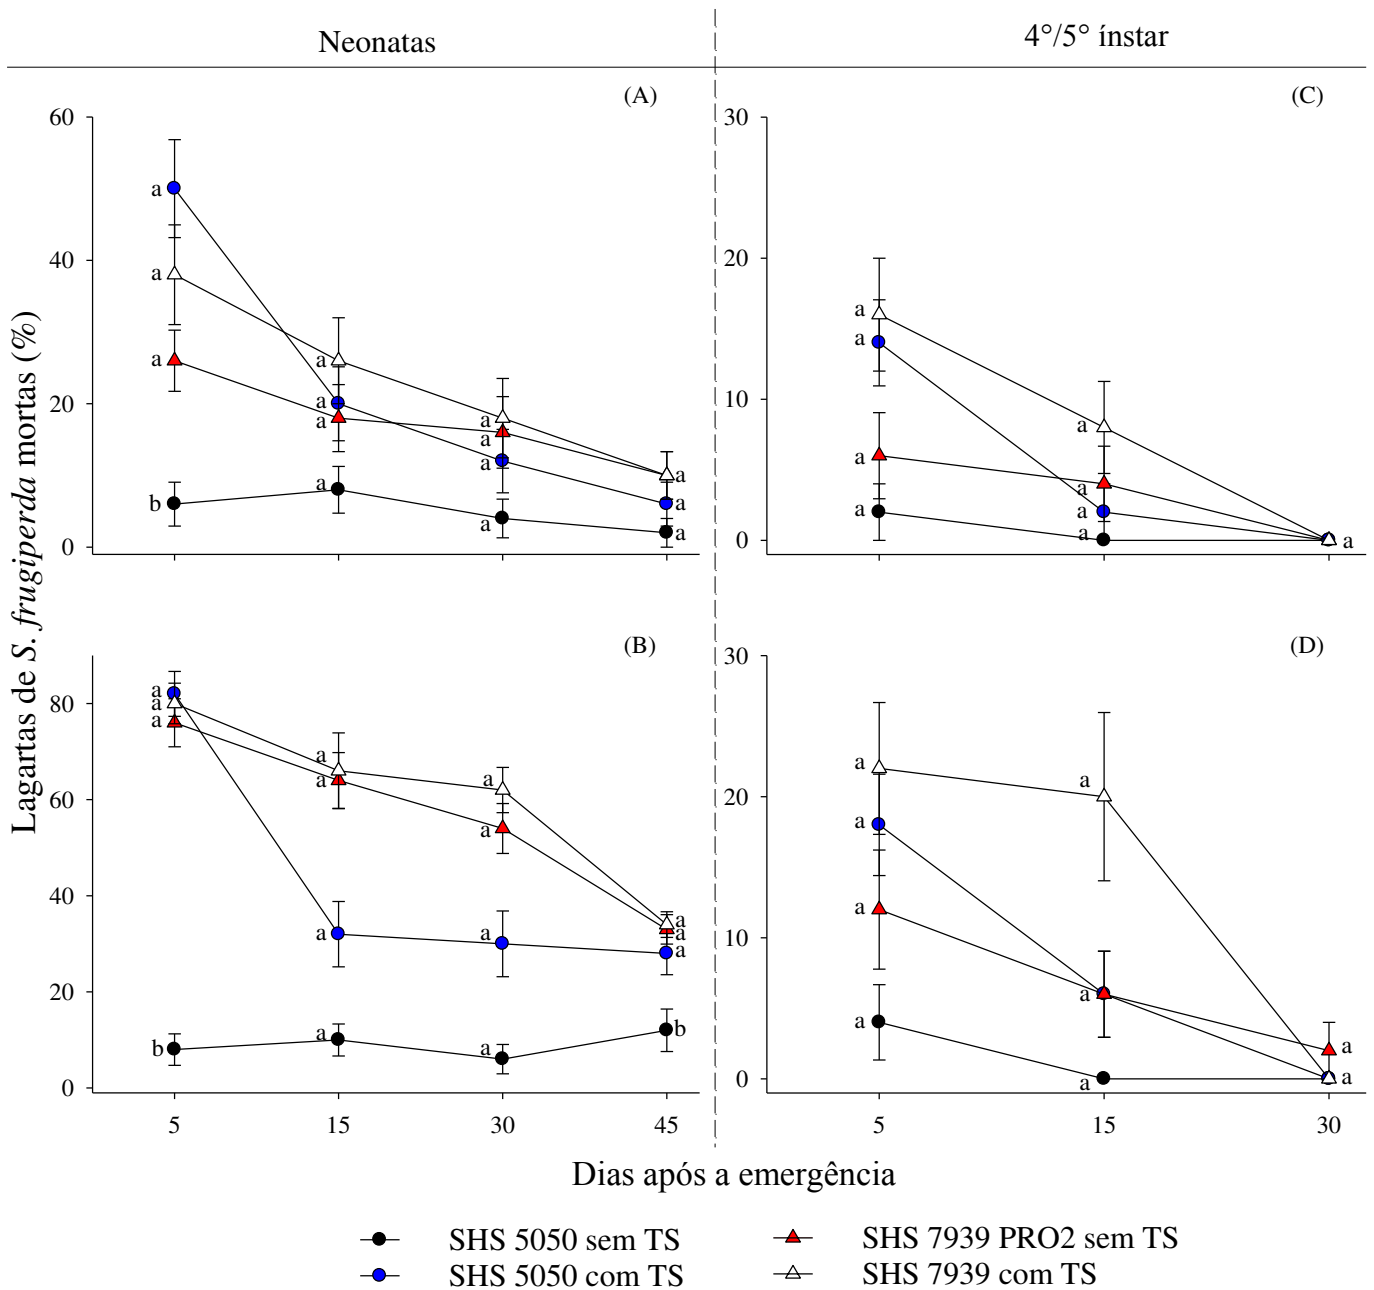 Neonatas
4°/5° ínstar
Lagartas de S. frugiperda mortas (%)
(A)
60
40
20
0
a
a
a
b
a
a
a
a
a
a
a
a
a
a
a
(C)
30
20
10
0
a
a
a
a
a
a
a
a
a
(B)
80
60
40
20
0
a
a
a
b
a
a
a
a
a
a
a
a
a
a
a
b
5
15
30
45
(D)
30
20
10
0
a
a
a
a
a
a
a
a
a
5
15
30
Dias após a emergência
SHS 5050 sem TS
SHS 5050 com TS
SHS 7939 PRO2 sem TS
SHS 7939 com TS